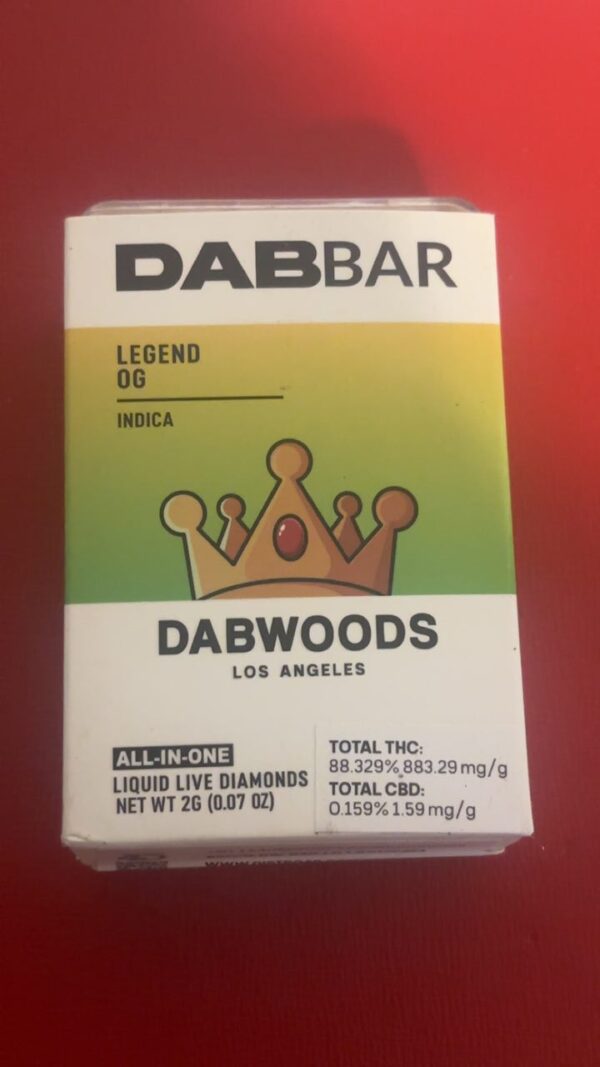 DABBAR
LEGEND
OG
INDICA
DABWOODS
LOS ANGELES
ALL-IN-ONE
LIQUID LIVE DIAMONDS
NET WT 2G (0.07 OZ)
TOTAL THC:
88.329% 883.29 mg/g
TOTAL CBD:
0.159% 1.59 mg/g